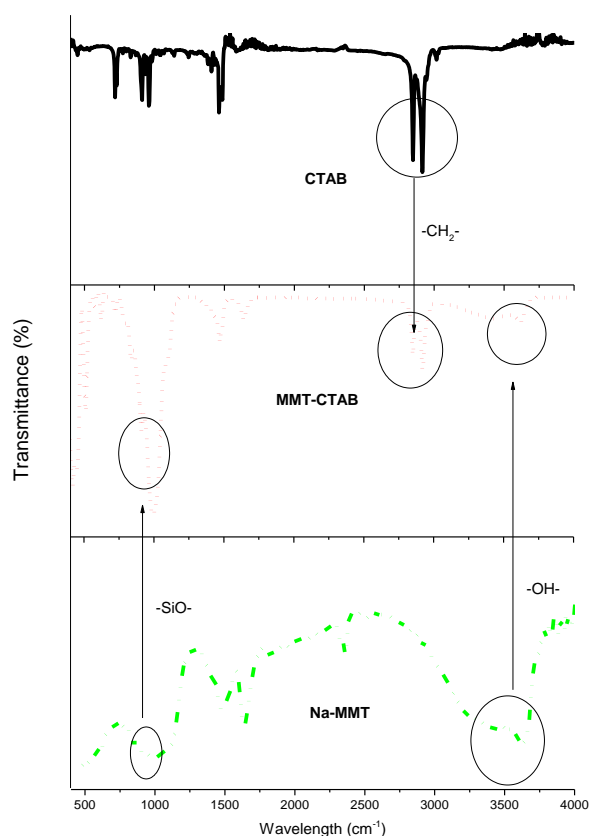 CTAB
-CH2-
Transmittance (%)
MMT-CTAB
-SiO-
-OH-
Na-MMT
500 1000 1500 2000 2500 3000 3500 4000
Wavelength (cm-1)